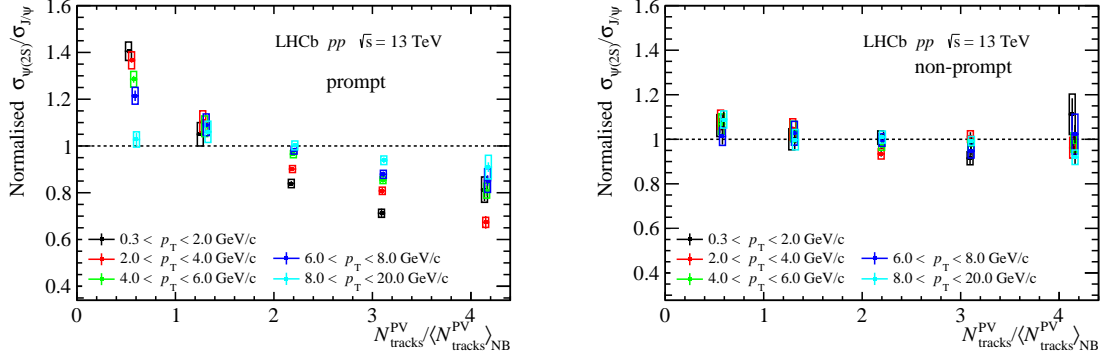 Normalised σψ(2S)/σJ/ψ
1.6
1.4
1.2
1
0.8
0.6
0.4
LHCb pp √s = 13 TeV
prompt
0.3 < pT < 2.0 GeV/c
2.0 < pT < 4.0 GeV/c
4.0 < pT < 6.0 GeV/c
6.0 < pT < 8.0 GeV/c
8.0 < pT < 20.0 GeV/c
0 1 2 3 4
N^PV_tracks/⟨N^PV_tracks⟩NB
Normalised σψ(2S)/σJ/ψ
1.6
1.4
1.2
1
0.8
0.6
0.4
LHCb pp √s = 13 TeV
non-prompt
0.3 < pT < 2.0 GeV/c
2.0 < pT < 4.0 GeV/c
4.0 < pT < 6.0 GeV/c
6.0 < pT < 8.0 GeV/c
8.0 < pT < 20.0 GeV/c
0 1 2 3 4
N^PV_tracks/⟨N^PV_tracks⟩NB